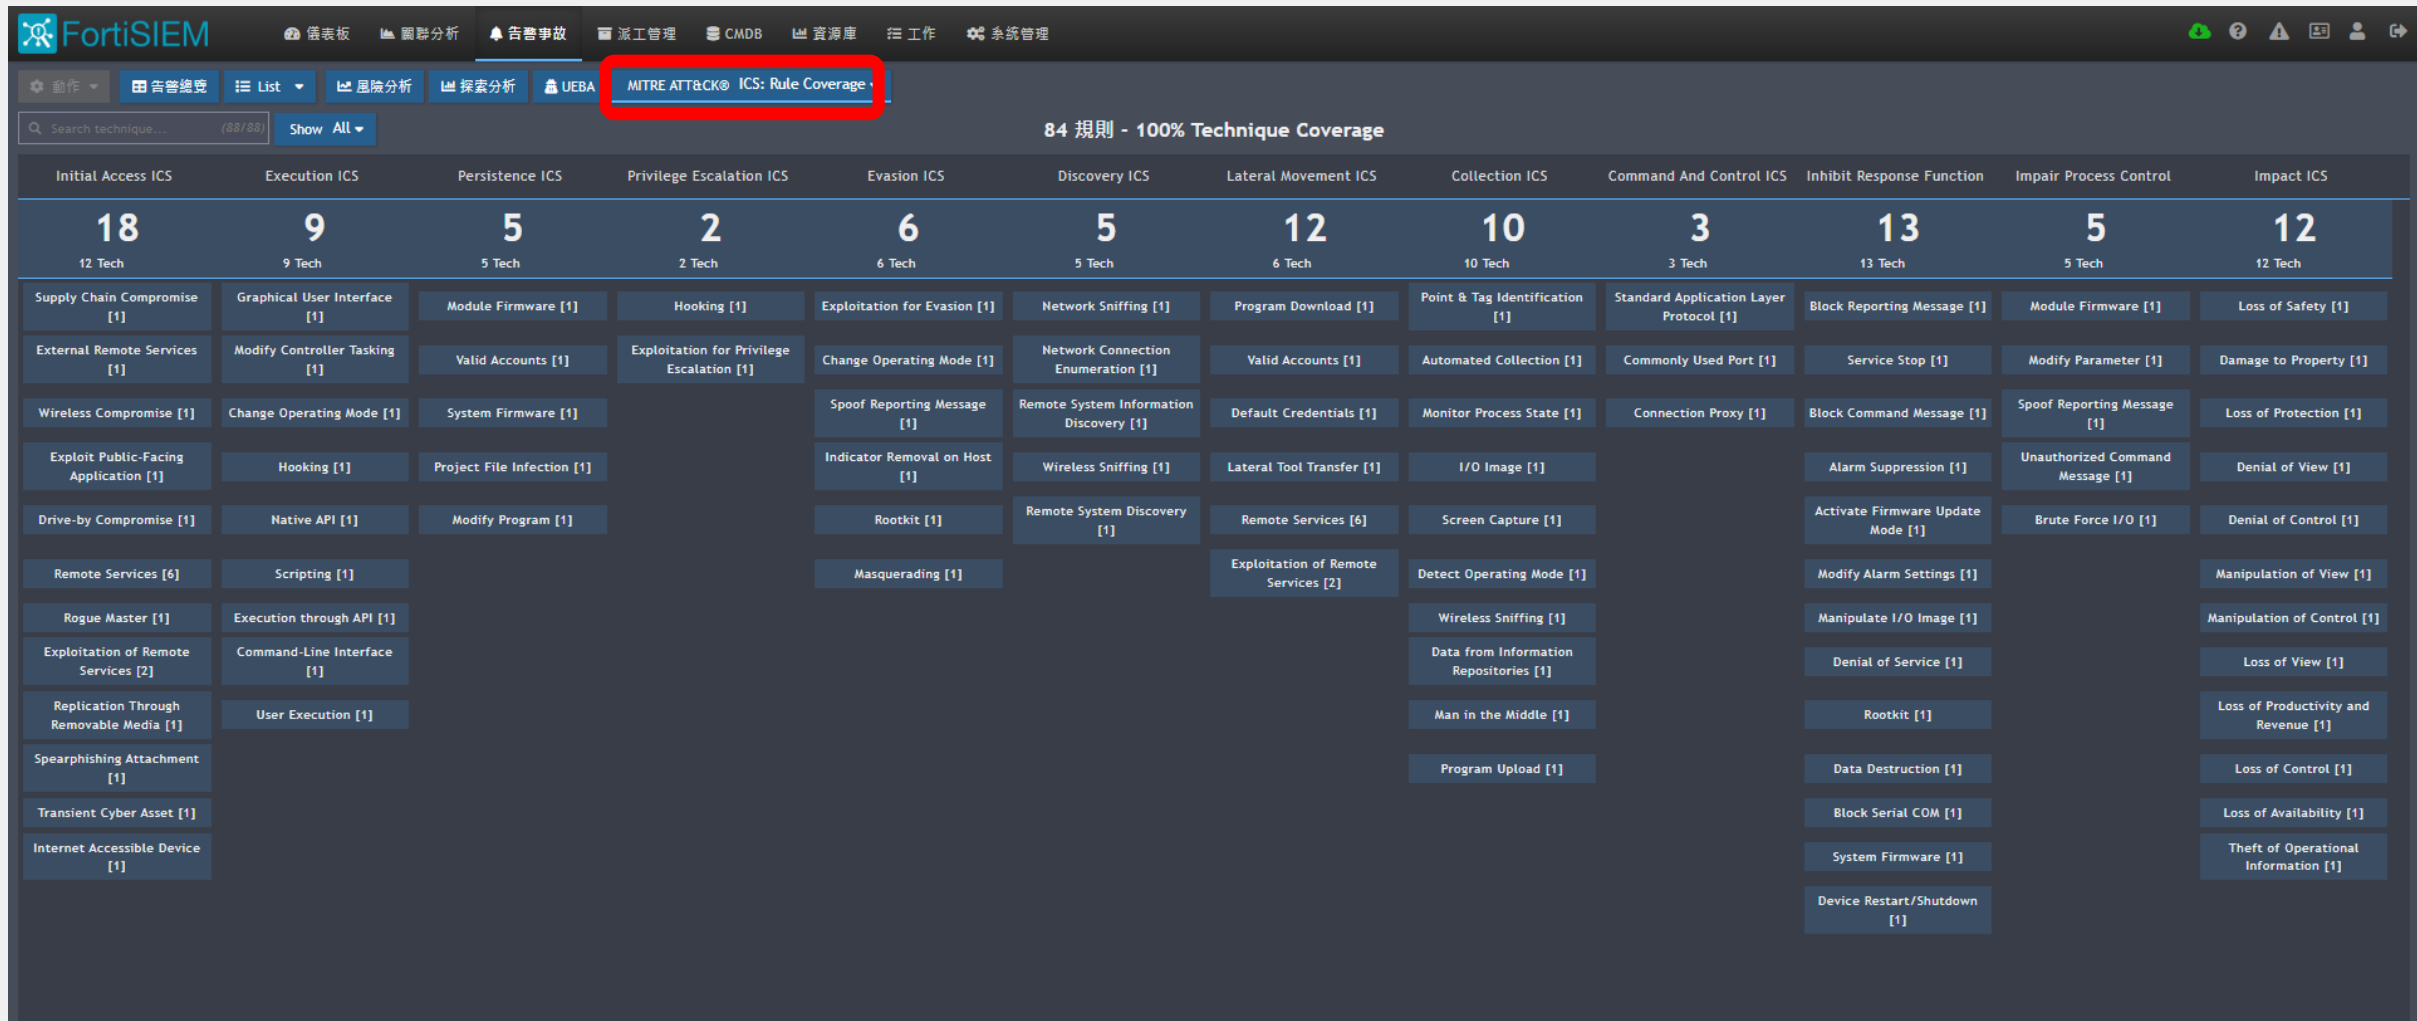 FortiSIEM
儀表板
關聯分析
告警事故
派工管理
CMDB
資源庫
工作
系統管理
動作
告警總覽
List
風險分析
探索分析
UEBA
MITRE ATT&CK® ICS: Rule Coverage
Search technique... (88/88)
Show All
84 規則 - 100% Technique Coverage
Initial Access ICS
Execution ICS
Persistence ICS
Privilege Escalation ICS
Evasion ICS
Discovery ICS
Lateral Movement ICS
Collection ICS
Command And Control ICS
Inhibit Response Function
Impair Process Control
Impact ICS
18
9
5
2
6
5
12
10
3
13
5
12
12 Tech
9 Tech
5 Tech
2 Tech
6 Tech
5 Tech
6 Tech
10 Tech
3 Tech
13 Tech
5 Tech
12 Tech
Supply Chain Compromise
[1]
External Remote Services
[1]
Wireless Compromise [1]
Exploit Public-Facing
Application [1]
Drive-by Compromise [1]
Remote Services [6]
Rogue Master [1]
Exploitation of Remote
Services [2]
Replication Through
Removable Media [1]
Spearphishing Attachment
[1]
Transient Cyber Asset [1]
Internet Accessible Device
[1]
Graphical User Interface
[1]
Modify Controller Tasking
[1]
Change Operating Mode [1]
Hooking [1]
Native API [1]
Scripting [1]
Execution through API [1]
Command-Line Interface
[1]
User Execution [1]
Module Firmware [1]
Valid Accounts [1]
System Firmware [1]
Project File Infection [1]
Modify Program [1]
Hooking [1]
Exploitation for Privilege
Escalation [1]
Exploitation for Evasion [1]
Change Operating Mode [1]
Spoof Reporting Message
[1]
Indicator Removal on Host
[1]
Rootkit [1]
Masquerading [1]
Network Sniffing [1]
Network Connection
Enumeration [1]
Remote System Information
Discovery [1]
Wireless Sniffing [1]
Remote System Discovery
[1]
Program Download [1]
Valid Accounts [1]
Default Credentials [1]
Lateral Tool Transfer [1]
Remote Services [6]
Exploitation of Remote
Services [2]
Point & Tag Identification
[1]
Automated Collection [1]
Monitor Process State [1]
I/O Image [1]
Screen Capture [1]
Detect Operating Mode [1]
Wireless Sniffing [1]
Data from Information
Repositories [1]
Man in the Middle [1]
Program Upload [1]
Standard Application Layer
Protocol [1]
Commonly Used Port [1]
Connection Proxy [1]
Block Reporting Message [1]
Service Stop [1]
Block Command Message [1]
Alarm Suppression [1]
Activate Firmware Update
Mode [1]
Modify Alarm Settings [1]
Manipulate I/O Image [1]
Denial of Service [1]
Rootkit [1]
Data Destruction [1]
Block Serial COM [1]
System Firmware [1]
Device Restart/Shutdown
[1]
Module Firmware [1]
Modify Parameter [1]
Spoof Reporting Message
[1]
Unauthorized Command
Message [1]
Brute Force I/O [1]
Loss of Safety [1]
Damage to Property [1]
Loss of Protection [1]
Denial of View [1]
Denial of Control [1]
Manipulation of View [1]
Manipulation of Control [1]
Loss of View [1]
Loss of Productivity and
Revenue [1]
Loss of Control [1]
Loss of Availability [1]
Theft of Operational
Information [1]